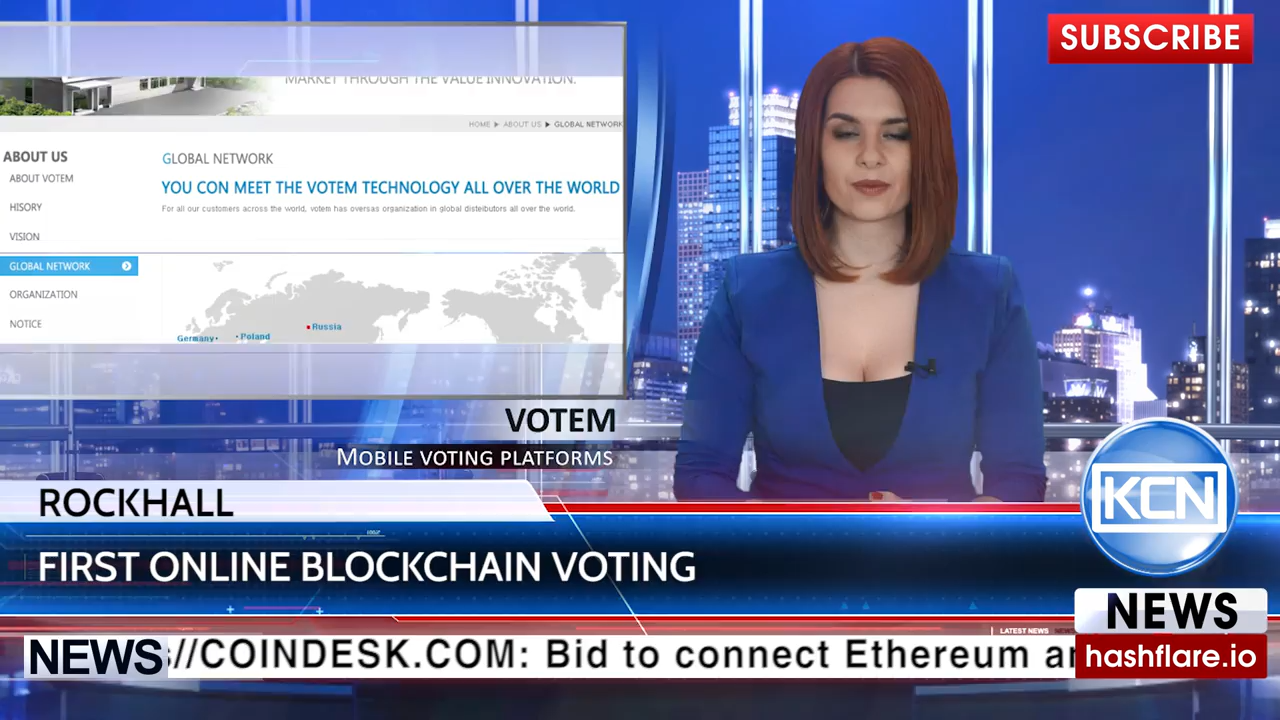 SUBSCRIBE
MARKET THROUGH THE VALUE INNOVATION.
HOME ▶ ABOUT US ▶ GLOBAL NETWORK
ABOUT US
ABOUT VOTEM
HISORY
VISION
GLOBAL NETWORK
ORGANIZATION
NOTICE
GLOBAL NETWORK
YOU CON MEET THE VOTEM TECHNOLOGY ALL OVER THE WORLD
For all our customers across the world, votem has oversas organization in global disteibutors all over the world.
Russia
Poland
Germany
VOTEM
MOBILE VOTING PLATFORMS
ROCKHALL
FIRST ONLINE BLOCKCHAIN VOTING
KCN
NEWS
hashflare.io
LATEST NEWS NEWS
NEWS //COINDESK.COM: Bid to connect Ethereum